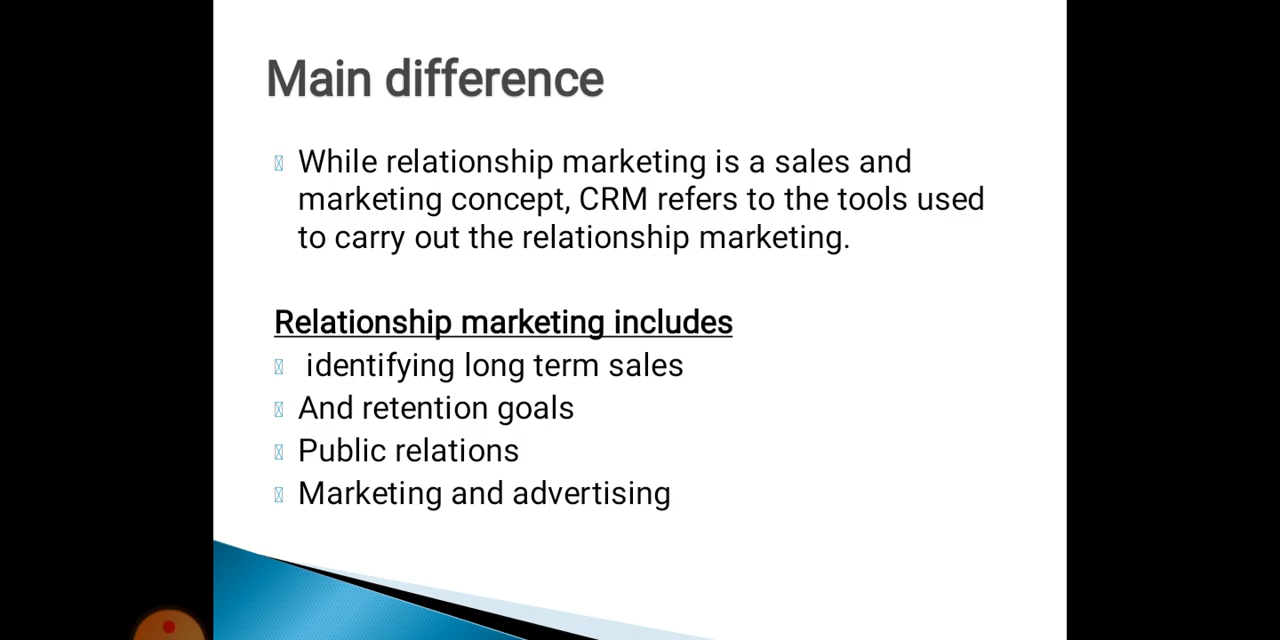 Main difference
While relationship marketing is a sales and
marketing concept, CRM refers to the tools used
to carry out the relationship marketing.
Relationship marketing includes
identifying long term sales
And retention goals
Public relations
Marketing and advertising